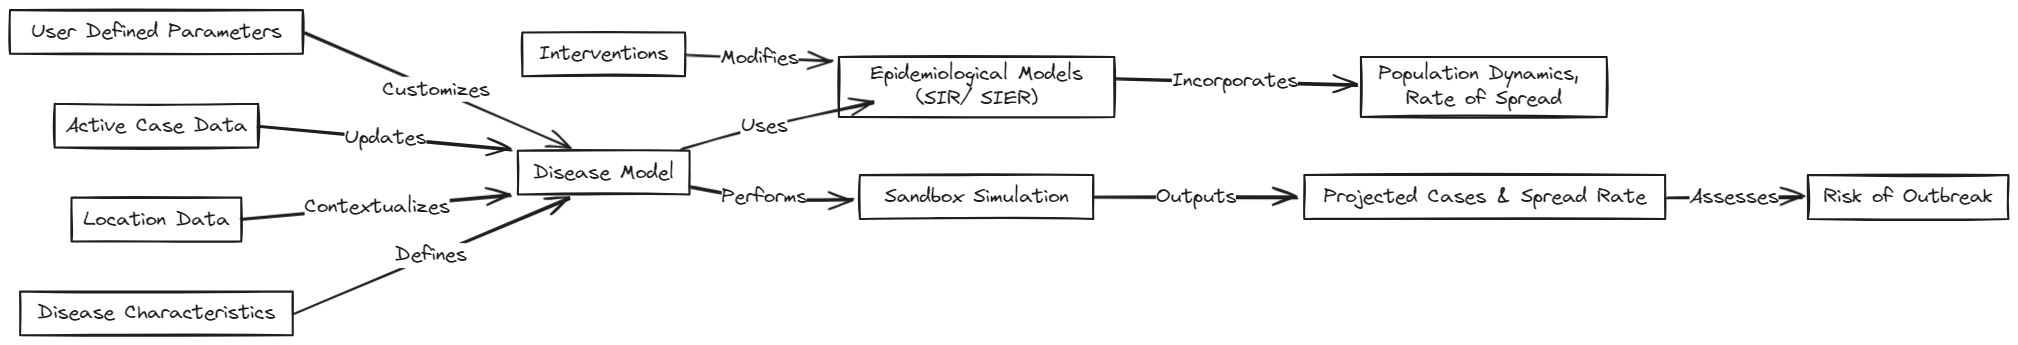 User Defined Parameters
Customizes
Active Case Data
Updates
Location Data
Contextualizes
Disease Characteristics
Defines
Disease Model
Interventions
Modifies
Uses
Epidemiological Models
(SIR/ SIER)
Incorporates
Population Dynamics,
Rate of Spread
Performs
Sandbox Simulation
Outputs
Projected Cases & Spread Rate
Assesses
Risk of Outbreak